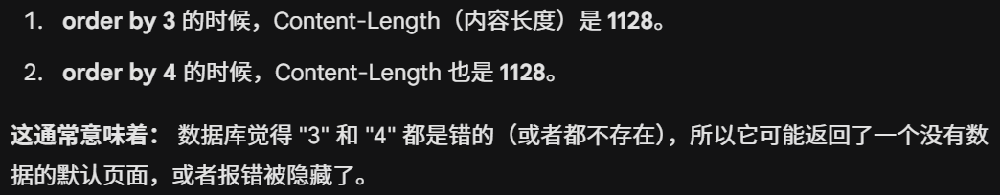 1. order by 3 的时候，Content-Length（内容长度）是 1128。
2. order by 4 的时候，Content-Length 也是 1128。
这通常意味着： 数据库觉得 "3" 和 "4" 都是错的（或者都不存在），所以它可能返回了一个没有数
据的默认页面，或者报错被隐藏了。